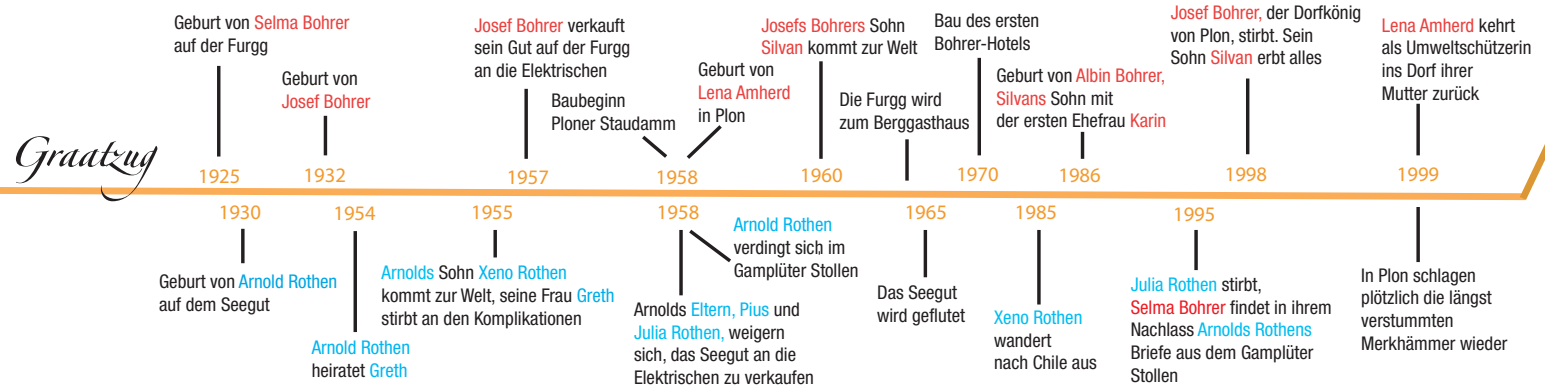 Graatzug
Geburt von Selma Bohrer
auf der Furgg
1925
Geburt von
Josef Bohrer
1932
Josef Bohrer verkauft
sein Gut auf der Furgg
an die Elektrischen
1957
Baubeginn
Ploner Staudamm
Geburt von
Lena Amherd
in Plon
1958
Josefs Bohrers Sohn
Silvan kommt zur Welt
1960
Die Furgg wird
zum Berggasthaus
Bau des ersten
Bohrer-Hotels
1970
Geburt von Albin Bohrer,
Silvans Sohn mit
der ersten Ehefrau Karin
1986
Josef Bohrer, der Dorfkönig
von Plon, stirbt. Sein
Sohn Silvan erbt alles
1998
Lena Amherd kehrt
als Umweltschützerin
ins Dorf ihrer
Mutter zurück
1999
1930
Geburt von Arnold Rothen
auf dem Seegut
1954
Arnold Rothen
heiratet Greth
1955
Arnolds Sohn Xeno Rothen
kommt zur Welt, seine Frau Greth
stirbt an den Komplikationen
1958
Arnold Rothen
verdingt sich im
Gamplüter Stollen
Arnolds Eltern, Pius und
Julia Rothen, weigern
sich, das Seegut an die
Elektrischen zu verkaufen
1965
Das Seegut
wird geflutet
1985
Xeno Rothen
wandert
nach Chile aus
1995
Julia Rothen stirbt,
Selma Bohrer findet in ihrem
Nachlass Arnolds Rothens
Briefe aus dem Gamplüter
Stollen
In Plon schlagen
plötzlich die längst
verstummten
Merkhämmer wieder